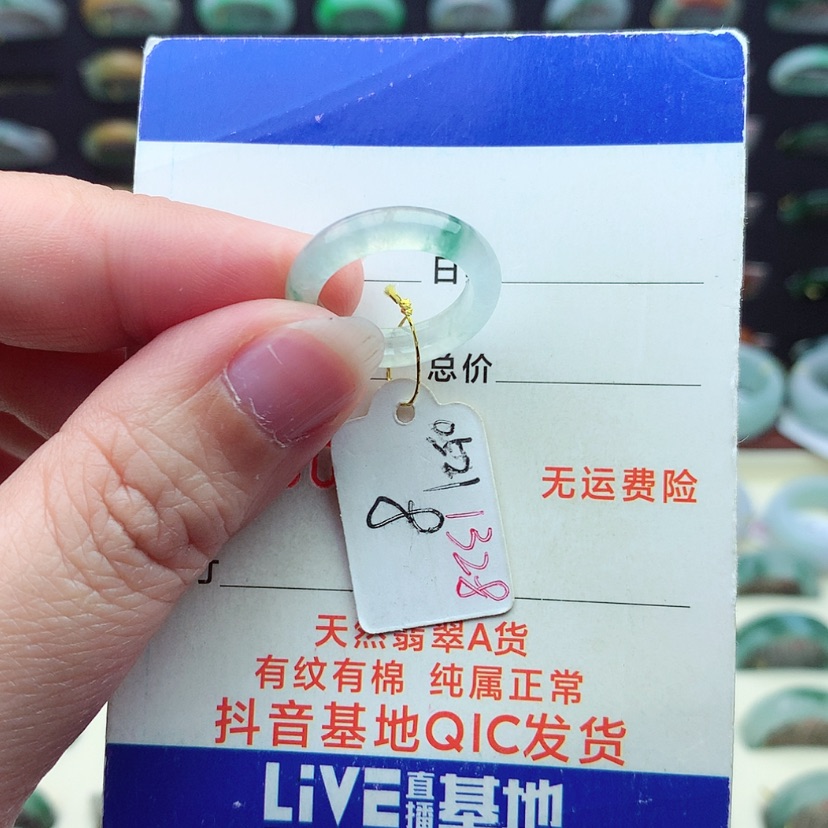 日
总价
1250
8
1328
无运费险
天然翡翠A货
有纹有棉 纯属正常
抖音基地QIC发货
LiVE直播基地